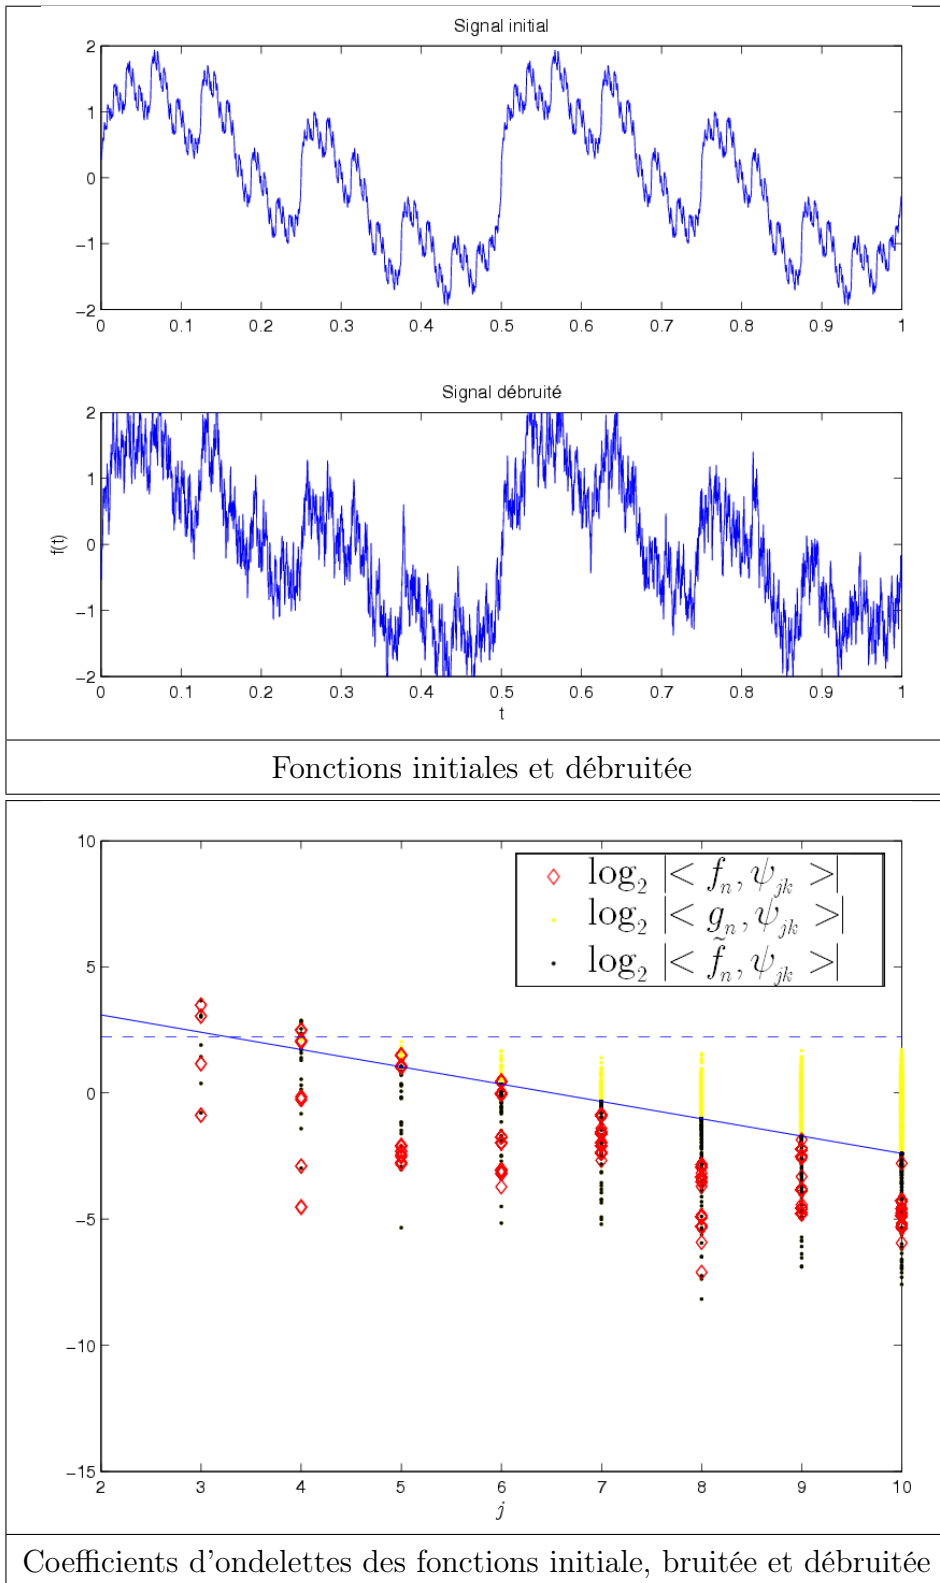 Signal initial
2
1
0
−1
−2
0 0.1 0.2 0.3 0.4 0.5 0.6 0.7 0.8 0.9 1
Signal débruité
2
1
0
−1
−2
f(t)
0 0.1 0.2 0.3 0.4 0.5 0.6 0.7 0.8 0.9 1
t
Fonctions initiales et débruitée
10
5
0
−5
−10
−15
log₂ |< fₙ, ψⱼₖ >|
log₂ |< gₙ, ψⱼₖ >|
log₂ |< f̃ₙ, ψⱼₖ >|
2 3 4 5 6 7 8 9 10
j
Coefficients d'ondelettes des fonctions initiale, bruitée et débruitée